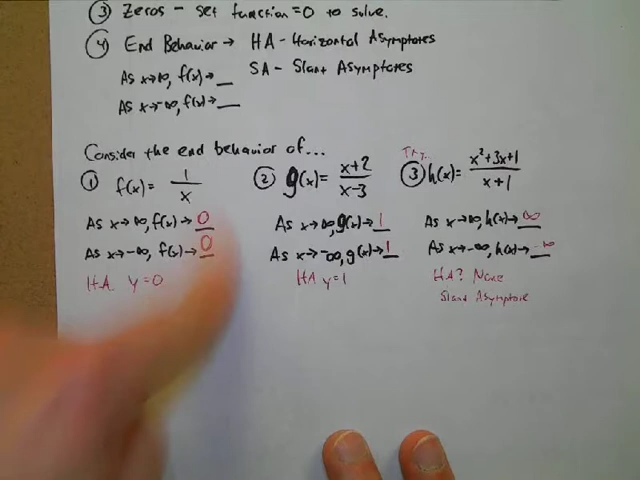 ③ Zeros - set function = 0 to solve.
④ End Behavior → HA - Horizontal Asymptotes
As x→∞, f(x)→__ SA - Slant Asymptotes
As x→-∞, f(x)→__
Consider the end behavior of...
① f(x) = 1/x
As x→∞, f(x)→ 0
As x→-∞, f(x)→ 0
HA y=0
② g(x) = (x+2)/(x-3)
As x→∞, g(x)→ 1
As x→-∞, g(x)→ 1
HA y=1
Try.
③ h(x) = (x²+3x+1)/(x+1)
As x→∞, h(x)→ ∞
As x→-∞, h(x)→ -∞
HA? None
Slant Asymptote